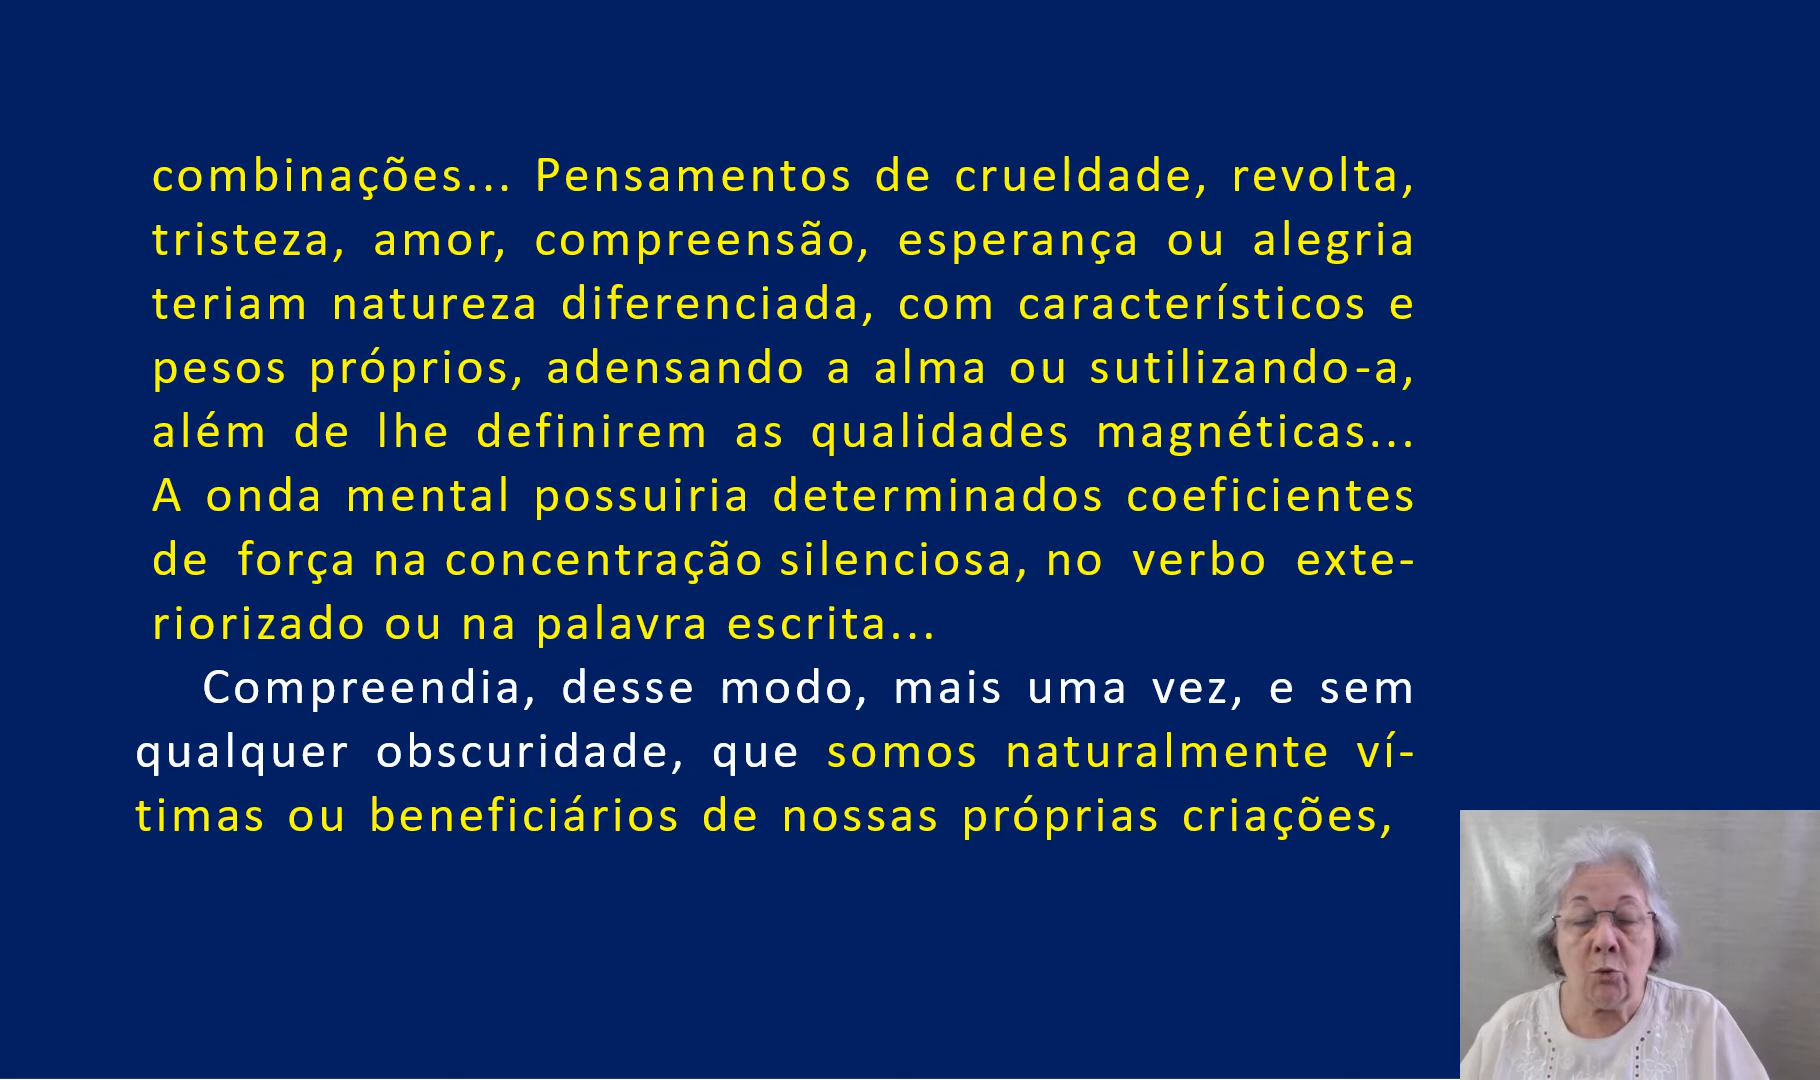 combinações... Pensamentos de crueldade, revolta,
tristeza, amor, compreensão, esperança ou alegria
teriam natureza diferenciada, com característicos e
pesos próprios, adensando a alma ou sutilizando-a,
além de lhe definirem as qualidades magnéticas...
A onda mental possuiria determinados coeficientes
de força na concentração silenciosa, no verbo exte-
riorizado ou na palavra escrita...
Compreendia, desse modo, mais uma vez, e sem
qualquer obscuridade, que somos naturalmente ví-
timas ou beneficiários de nossas próprias criações,